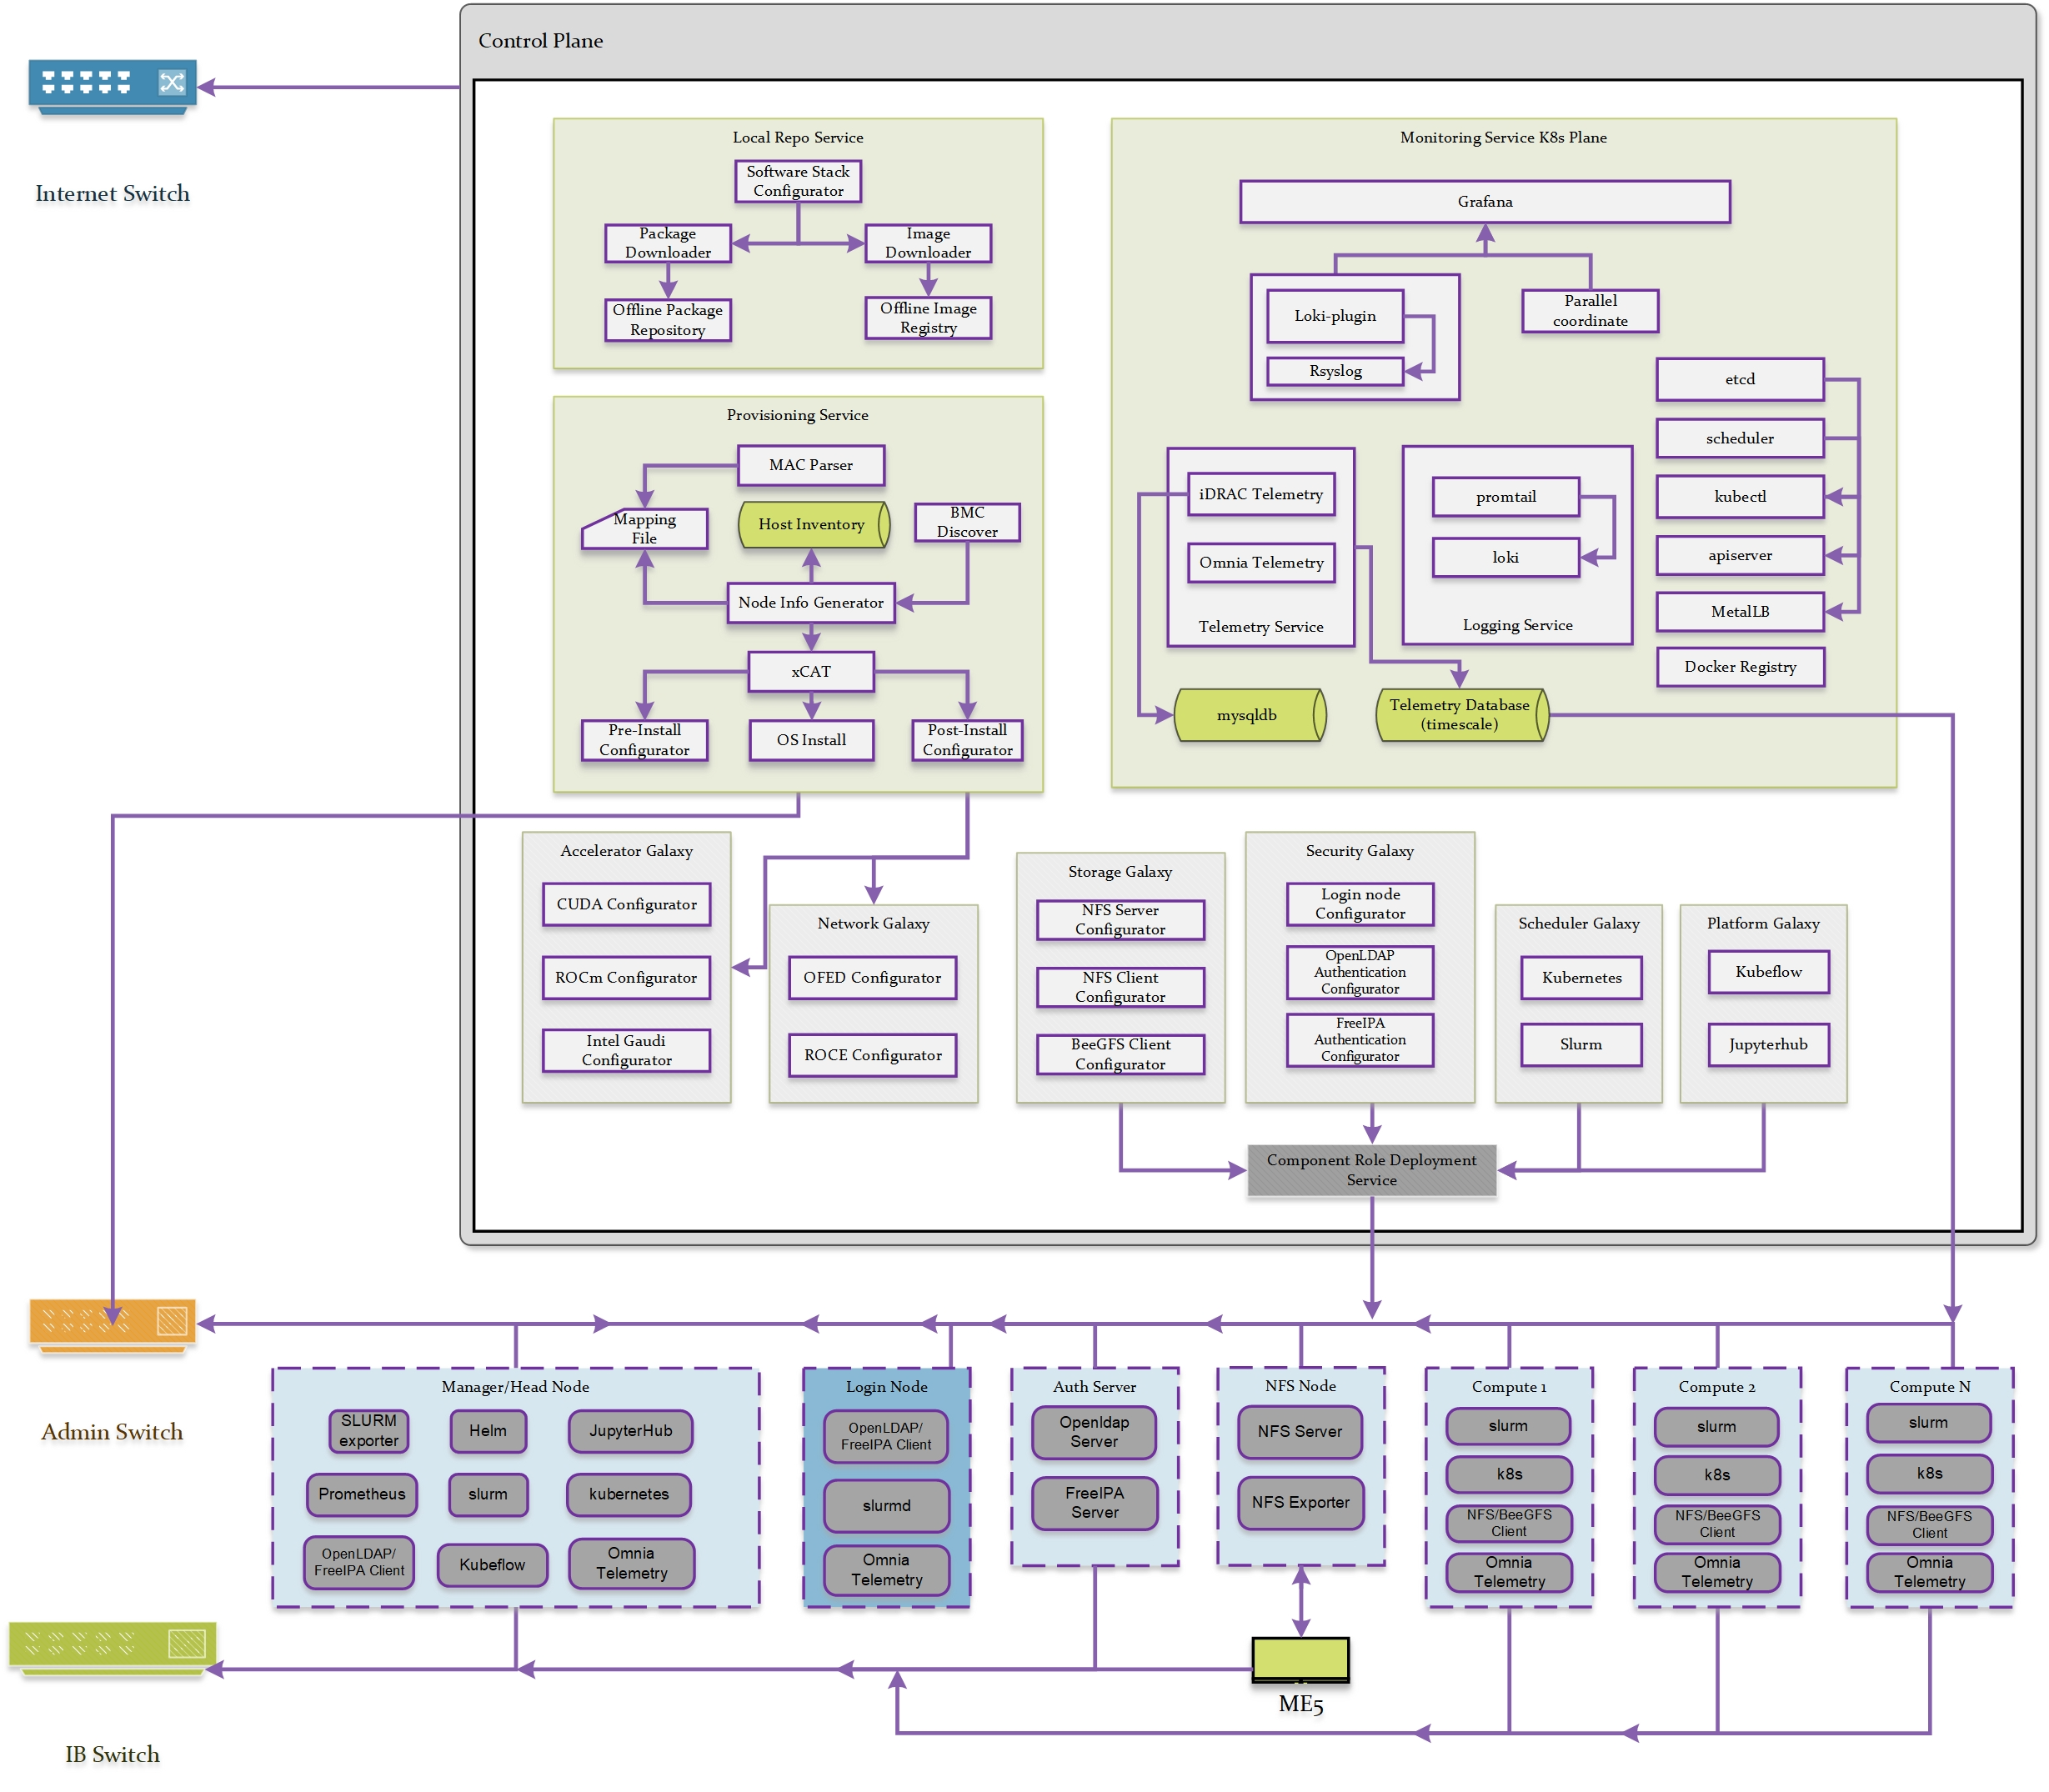 Control Plane
Internet Switch
Local Repo Service
Software Stack
Configurator
Package
Downloader
Image
Downloader
Offline Package
Repository
Offline Image
Registry
Monitoring Service K8s Plane
Grafana
Loki-plugin
Rsyslog
Parallel
coordinate
etcd
scheduler
kubectl
apiserver
MetalLB
Docker Registry
iDRAC Telemetry
Omnia Telemetry
Telemetry Service
promtail
loki
Logging Service
mysqldb
Telemetry Database
(timescale)
Provisioning Service
MAC Parser
Mapping
File
Host Inventory
BMC
Discover
Node Info Generator
xCAT
Pre-Install
Configurator
OS Install
Post-Install
Configurator
Accelerator Galaxy
CUDA Configurator
ROCm Configurator
Intel Gaudi
Configurator
Network Galaxy
OFED Configurator
ROCE Configurator
Storage Galaxy
NFS Server
Configurator
NFS Client
Configurator
BeeGFS Client
Configurator
Security Galaxy
Login node
Configurator
OpenLDAP
Authentication
Configurator
FreeIPA
Authentication
Configurator
Scheduler Galaxy
Kubernetes
Slurm
Platform Galaxy
Kubeflow
Jupyterhub
Component Role Deployment
Service
Admin Switch
Manager/Head Node
SLURM
exporter
Helm
JupyterHub
Prometheus
slurm
kubernetes
OpenLDAP/
FreeIPA Client
Kubeflow
Omnia
Telemetry
Login Node
OpenLDAP/
FreeIPA Client
slurmd
Omnia
Telemetry
Auth Server
Openldap
Server
FreeIPA
Server
NFS Node
NFS Server
NFS Exporter
Compute 1
slurm
k8s
NFS/BeeGFS
Client
Omnia
Telemetry
Compute 2
slurm
k8s
NFS/BeeGFS
Client
Omnia
Telemetry
Compute N
slurm
k8s
NFS/BeeGFS
Client
Omnia
Telemetry
ME5
IB Switch